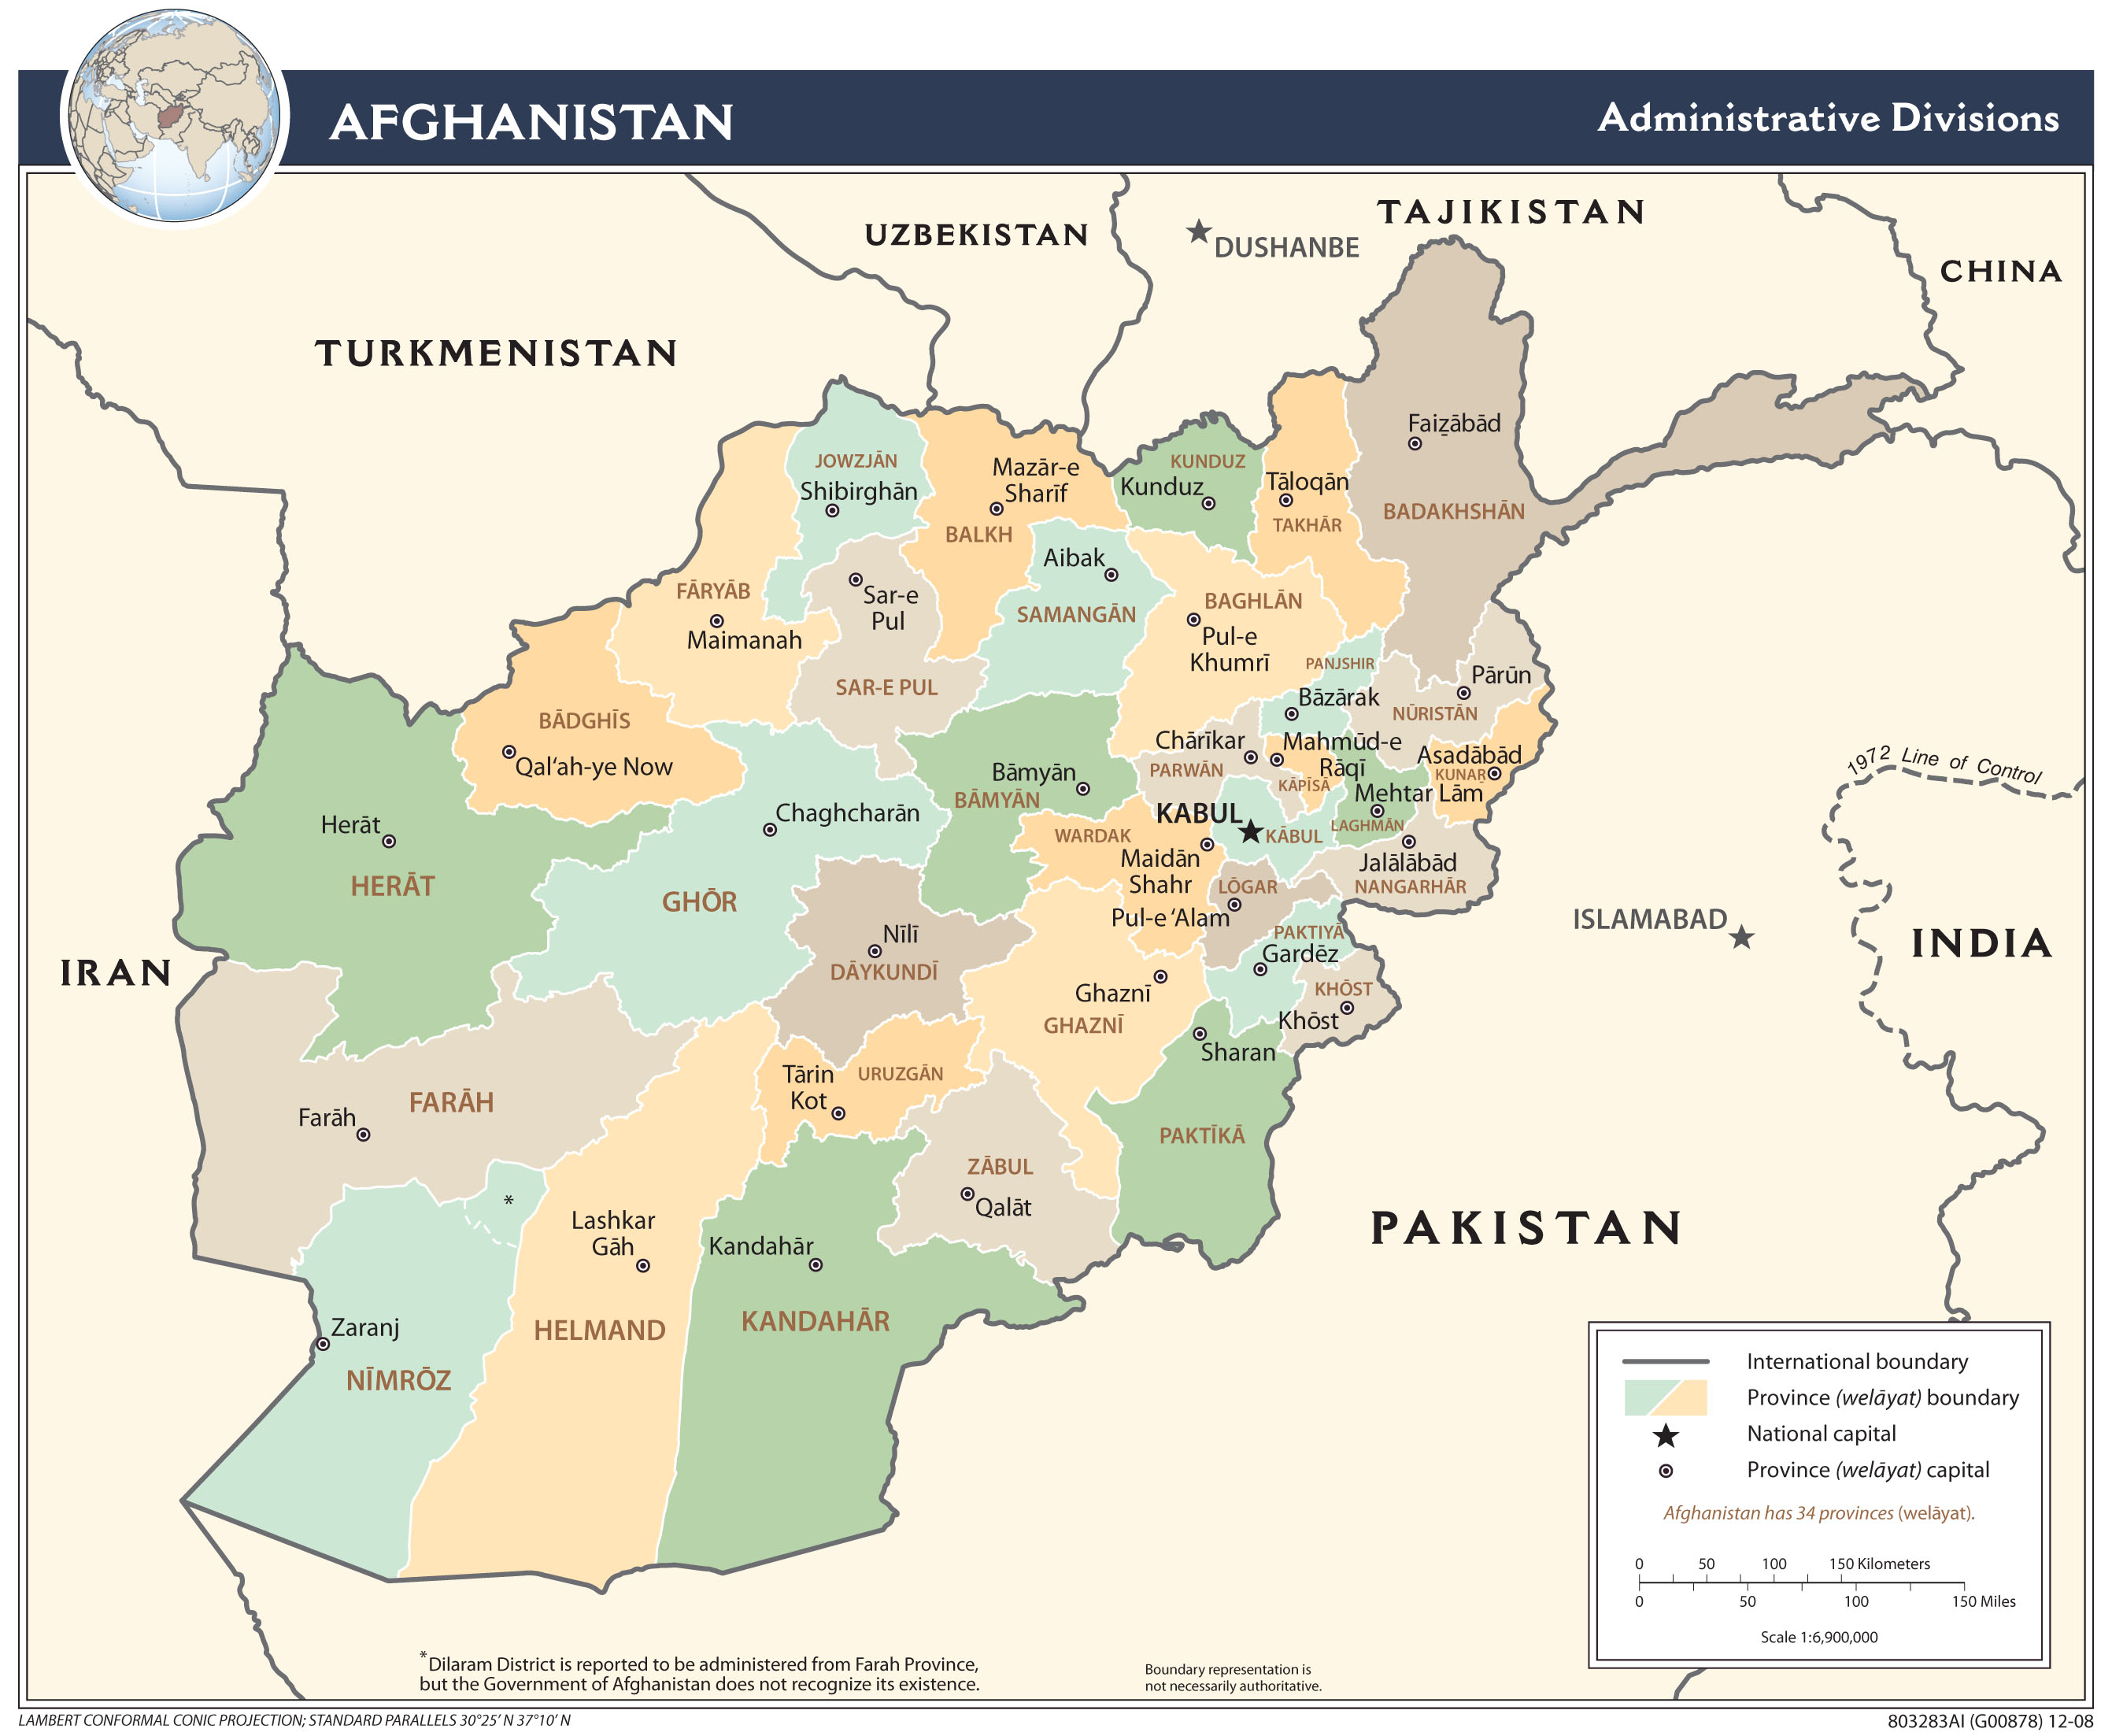 AFGHANISTAN
Administrative Divisions
UZBEKISTAN
TAJIKISTAN
DUSHANBE
CHINA
TURKMENISTAN
Faiẕābād
JOWZJĀN
Shibirghān
Mazār-e
Sharīf
BALKH
KUNDUZ
Kunduz
Tāloqān
TAKHĀR
BADAKHSHĀN
Aibak
SAMANGĀN
FĀRYĀB
Maimanah
Sar-e
Pul
SAR-E PUL
BAGHLĀN
Pul-e
Khumrī
PANJSHIR
Bāzārak
Pārūn
NŪRISTĀN
BĀDGHĪS
Qal‘ah-ye Now
Chārīkar
PARWĀN
Mahmūd-e
Rāqī
KĀPĪSĀ
Asadābād
KUNAR
Mehtar Lām
LAGHMĀN
1972 Line of Control
Bāmyān
BĀMYĀN
Herāt
HERĀT
Chaghcharān
GHŌR
WARDAK
KABUL
KĀBUL
Maidān
Shahr
Jalālābād
NANGARHĀR
LŌGAR
Pul-e ‘Alam
PAKTIYĀ
Gardēz
ISLAMABAD
INDIA
IRAN
Nīlī
DĀYKUNDĪ
Ghaznī
GHAZNĪ
KHŌST
Khōst
Sharan
Tārin
Kot
URUZGĀN
FARĀH
Farāh
PAKTĪKĀ
ZĀBUL
Qalāt
*
Lashkar
Gāh
Kandahār
PAKISTAN
Zaranj
NĪMRŌZ
HELMAND
KANDAHĀR
International boundary
Province (welāyat) boundary
National capital
Province (welāyat) capital
Afghanistan has 34 provinces (welāyat).
0 50 100 150 Kilometers
0 50 100 150 Miles
Scale 1:6,900,000
*Dilaram District is reported to be administered from Farah Province,
but the Government of Afghanistan does not recognize its existence.
Boundary representation is
not necessarily authoritative.
LAMBERT CONFORMAL CONIC PROJECTION; STANDARD PARALLELS 30°25′ N 37°10′ N
803283AI (G00878) 12-08